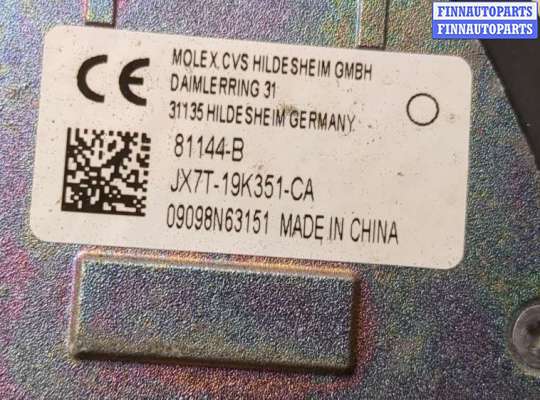 FINNAUTOPARTS
FINNAUTOPARTS
FINNAUTOPARTS
CE
MOLEX CVS HILDESHEIM GMBH
DAIMLERRING 31
31135 HILDESHEIM GERMANY
81144-B
JX7T-19K351-CA
09098N63151 MADE IN CHINA